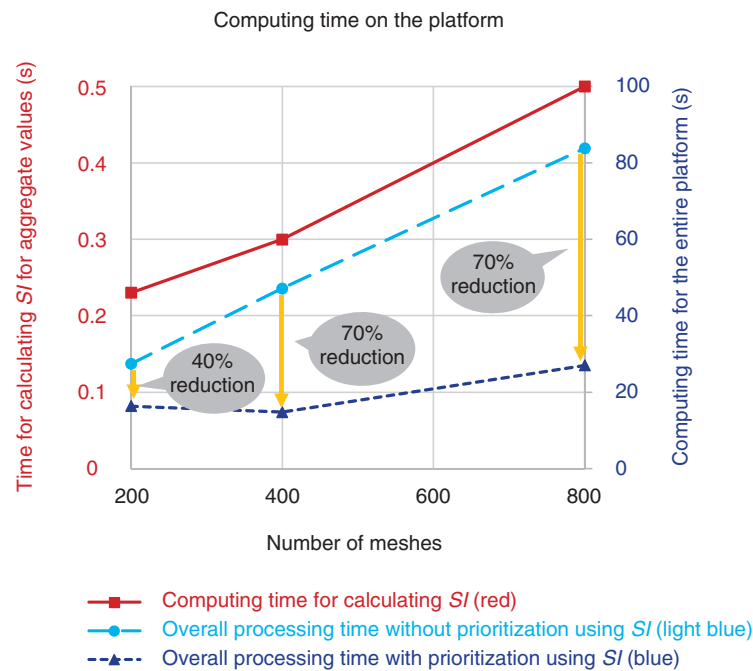 Computing time on the platform
Time for calculating SI for aggregate values (s)
0.5
0.4
0.3
0.2
0.1
0
100
80
60
40
20
0
Computing time for the entire platform (s)
40%
reduction
70%
reduction
70%
reduction
200
400
600
800
Number of meshes
Computing time for calculating SI (red)
Overall processing time without prioritization using SI (light blue)
Overall processing time with prioritization using SI (blue)